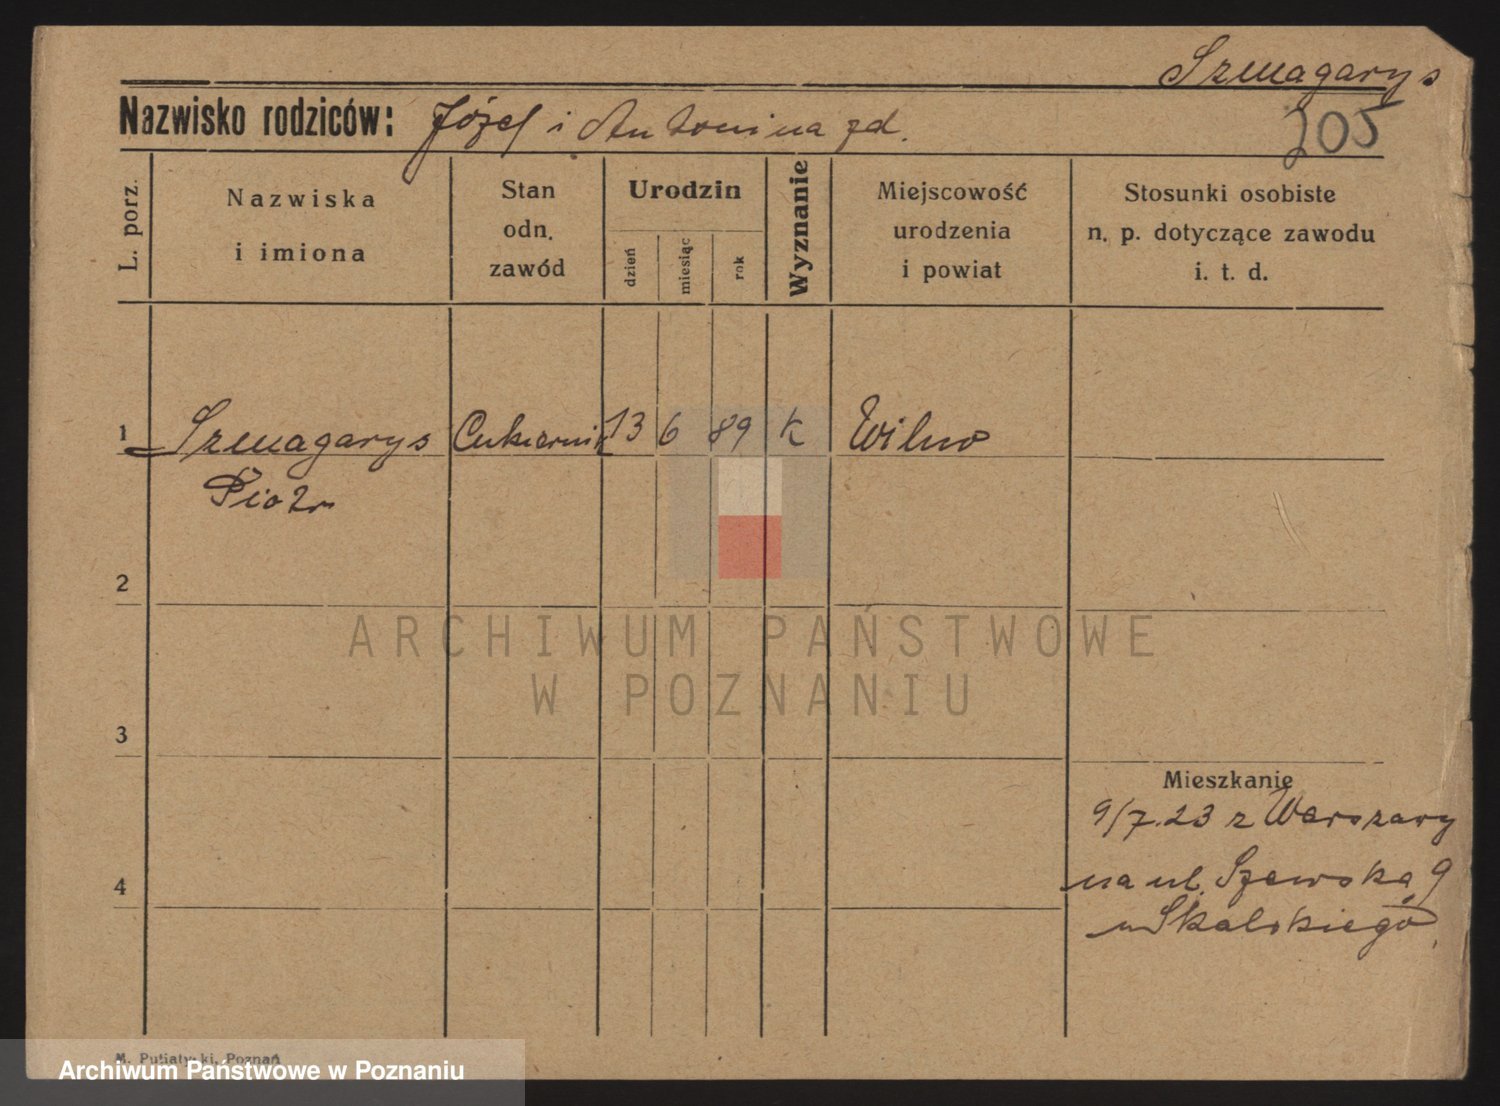 Szmagarys
Nazwisko rodziców: Józef i Antonina zd.
205
L. porz.
Nazwiska
i imiona
Stan
odn.
zawód
Urodzin
dzień
miesiąc
rok
Wyznanie
Miejscowość
urodzenia
i powiat
Stosunki osobiste
n. p. dotyczące zawodu
i. t. d.
1 Szmagarys Cukiernik 13 6 89 K Wilno
Piotr
2
ARCHIWUM PAŃSTWOWE
W POZNANIU
3
Mieszkanie
9/7.23 z Warszawy
4
na ul. Szewska 9
u Skalskiego
M. Putiatycki, Poznań
Archiwum Państwowe w Poznaniu